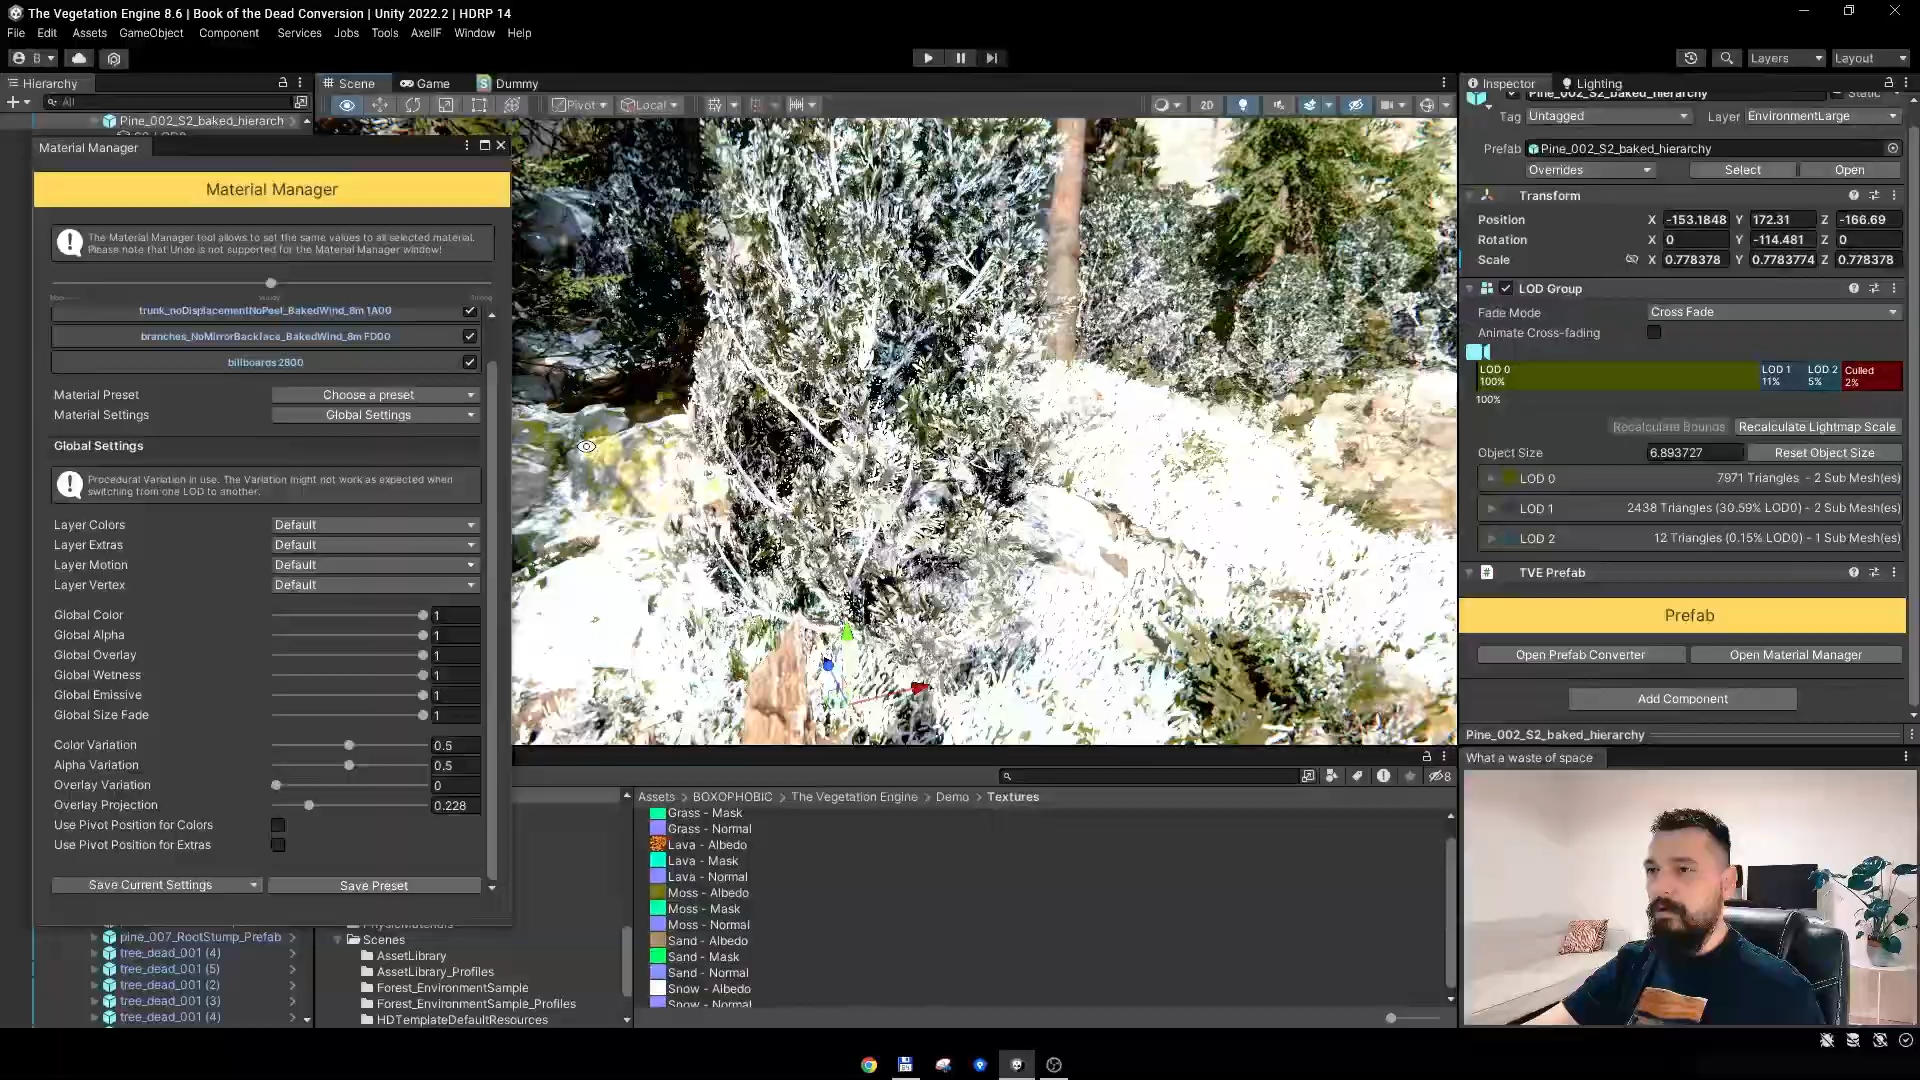 The Vegetation Engine 8.6 | Book of the Dead Conversion | Unity 2022.2 | HDRP 14
File Edit Assets GameObject Component Services Jobs Tools AxelF Window Help
B
Layers Layout
Hierarchy
All
Pine_002_S2_baked_hierarch
Scene Game Dummy
Pivot Local
2D
Material Manager
Material Manager
The Material Manager tool allows to set the same values to all selected material.
Please note that Undo is not supported for the Material Manager window!
trunk_noDisplacementNoPeel_BakedWind_8m 1A00
branches_NoMirrorBackface_BakedWind_8m FD00
billboards 2800
Material Preset Choose a preset
Material Settings Global Settings
Global Settings
Procedural Variation in use. The Variation might not work as expected when
switching from one LOD to another.
Layer Colors Default
Layer Extras Default
Layer Motion Default
Layer Vertex Default
Global Color 1
Global Alpha 1
Global Overlay 1
Global Wetness 1
Global Emissive 1
Global Size Fade 1
Color Variation 0.5
Alpha Variation 0.5
Overlay Variation 0
Overlay Projection 0.228
Use Pivot Position for Colors
Use Pivot Position for Extras
Save Current Settings Save Preset
pine_007_RootStump_Prefab
tree_dead_001 (4)
tree_dead_001 (5)
tree_dead_001 (2)
tree_dead_001 (3)
tree_dead_001 (4)
Scenes
AssetLibrary
AssetLibrary_Profiles
Forest_EnvironmentSample
Forest_EnvironmentSample_Profiles
HDTemplateDefaultResources
8
Assets > BOXOPHOBIC > The Vegetation Engine > Demo > Textures
Grass - Mask
Grass - Normal
Lava - Albedo
Lava - Mask
Lava - Normal
Moss - Albedo
Moss - Mask
Moss - Normal
Sand - Albedo
Sand - Mask
Sand - Normal
Snow - Albedo
Snow - Normal
Inspector Lighting
Pine_002_S2_baked_hierarchy Static
Tag Untagged Layer EnvironmentLarge
Prefab Pine_002_S2_baked_hierarchy
Overrides Select Open
Transform
Position X -153.1848 Y 172.31 Z -166.69
Rotation X 0 Y -114.481 Z 0
Scale X 0.778378 Y 0.7783774 Z 0.778378
LOD Group
Fade Mode Cross Fade
Animate Cross-fading
LOD 0 LOD 1 LOD 2 Culled
100% 11% 5% 2%
100%
Recalculate Bounds Recalculate Lightmap Scale
Object Size 6.893727 Reset Object Size
LOD 0 7971 Triangles - 2 Sub Mesh(es)
LOD 1 2438 Triangles (30.59% LOD0) - 2 Sub Mesh(es)
LOD 2 12 Triangles (0.15% LOD0) - 1 Sub Mesh(es)
TVE Prefab
Prefab
Open Prefab Converter Open Material Manager
Add Component
Pine_002_S2_baked_hierarchy
What a waste of space